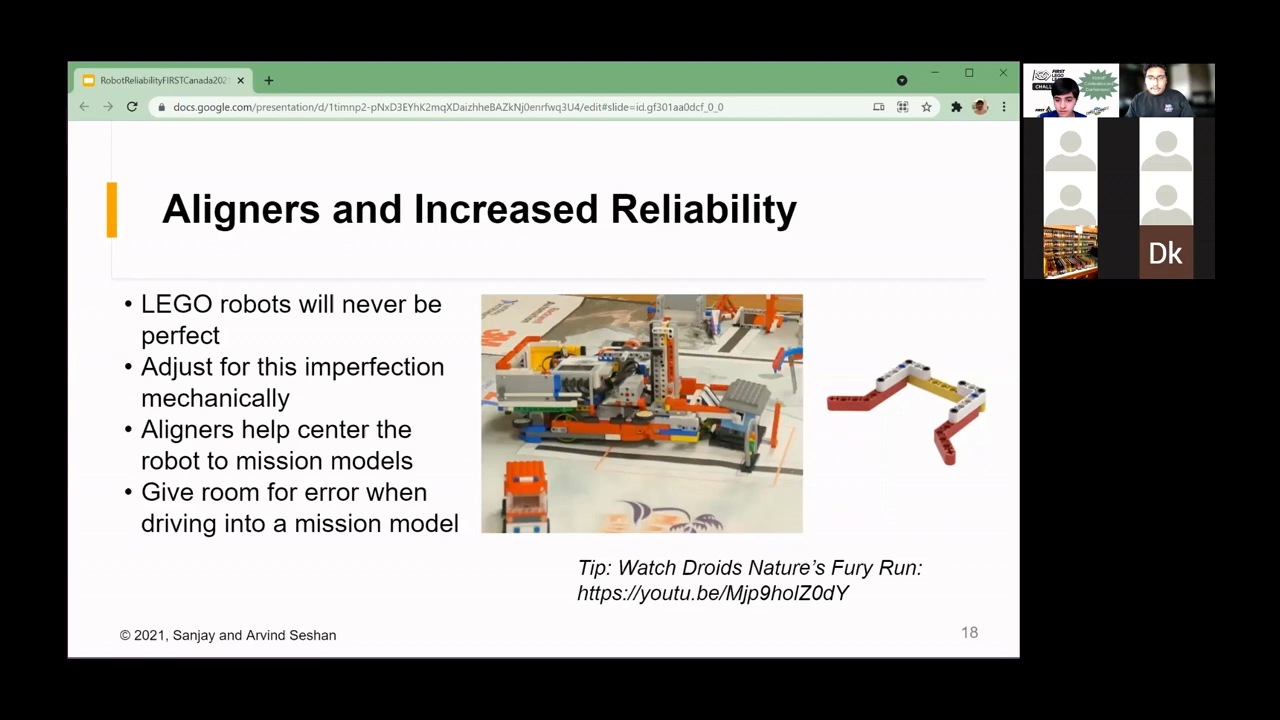 RobotReliabilityFIRSTCanada202
docs.google.com/presentation/d/1timnp2-pNxD3EYhK2mqXDaizhheBAZkNj0enrfwq3U4/edit#slide=id.gf301aa0dcf_0_0
Aligners and Increased Reliability
• LEGO robots will never be
perfect
• Adjust for this imperfection
mechanically
• Aligners help center the
robot to mission models
• Give room for error when
driving into a mission model
Tip: Watch Droids Nature's Fury Run:
https://youtu.be/Mjp9holZ0dY
© 2021, Sanjay and Arvind Seshan
18
FIRST
LEGO
CHALL
Dk